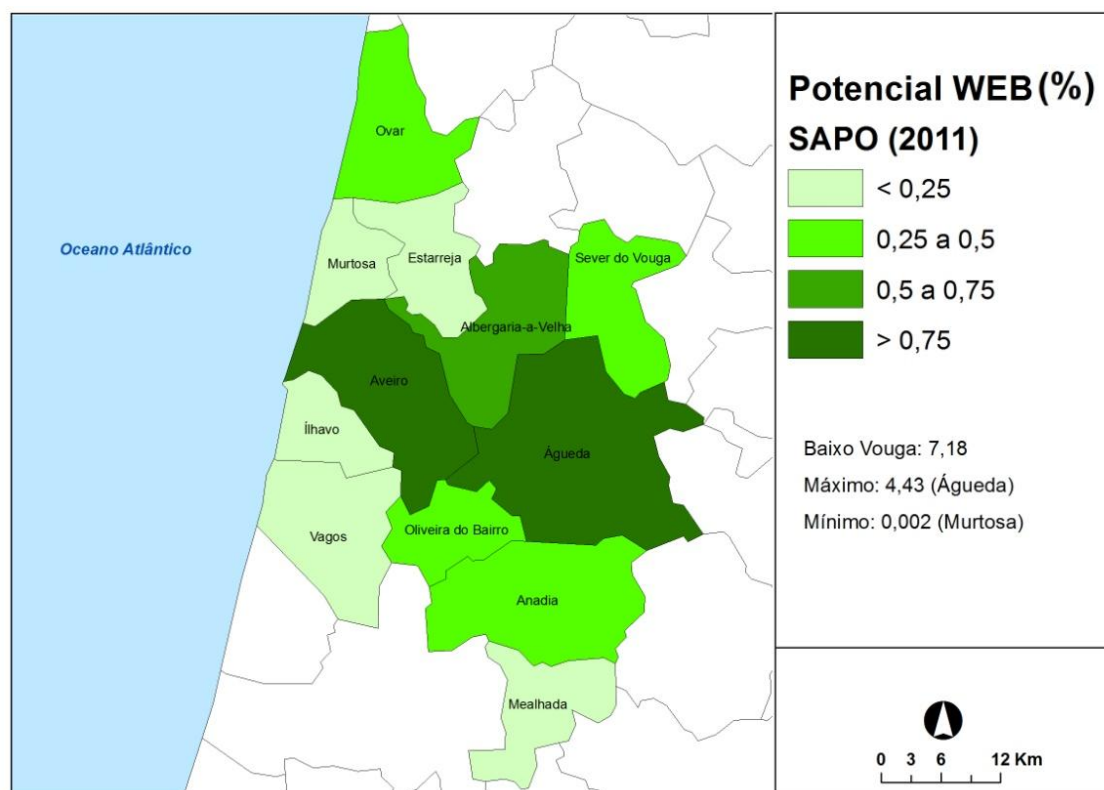 Ovar
Oceano Atlântico
Murtosa
Estarreja
Sever do Vouga
Albergaria-a-Velha
Aveiro
Ílhavo
Águeda
Vagos
Oliveira do Bairro
Anadia
Mealhada
Potencial WEB (%)
SAPO (2011)
< 0,25
0,25 a 0,5
0,5 a 0,75
> 0,75
Baixo Vouga: 7,18
Máximo: 4,43 (Águeda)
Mínimo: 0,002 (Murtosa)
0 3 6 12 Km